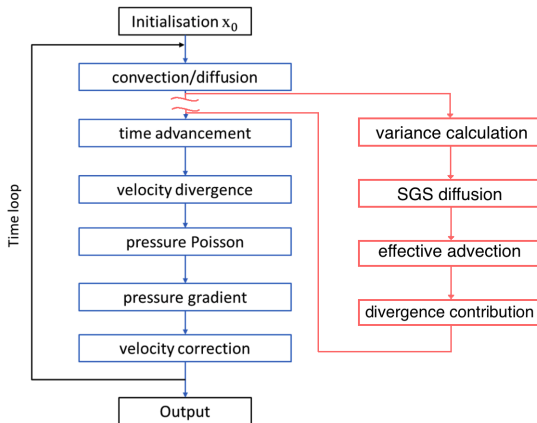 Initialisation x₀
convection/diffusion
time advancement
velocity divergence
pressure Poisson
pressure gradient
velocity correction
Output
Time loop
variance calculation
SGS diffusion
effective advection
divergence contribution